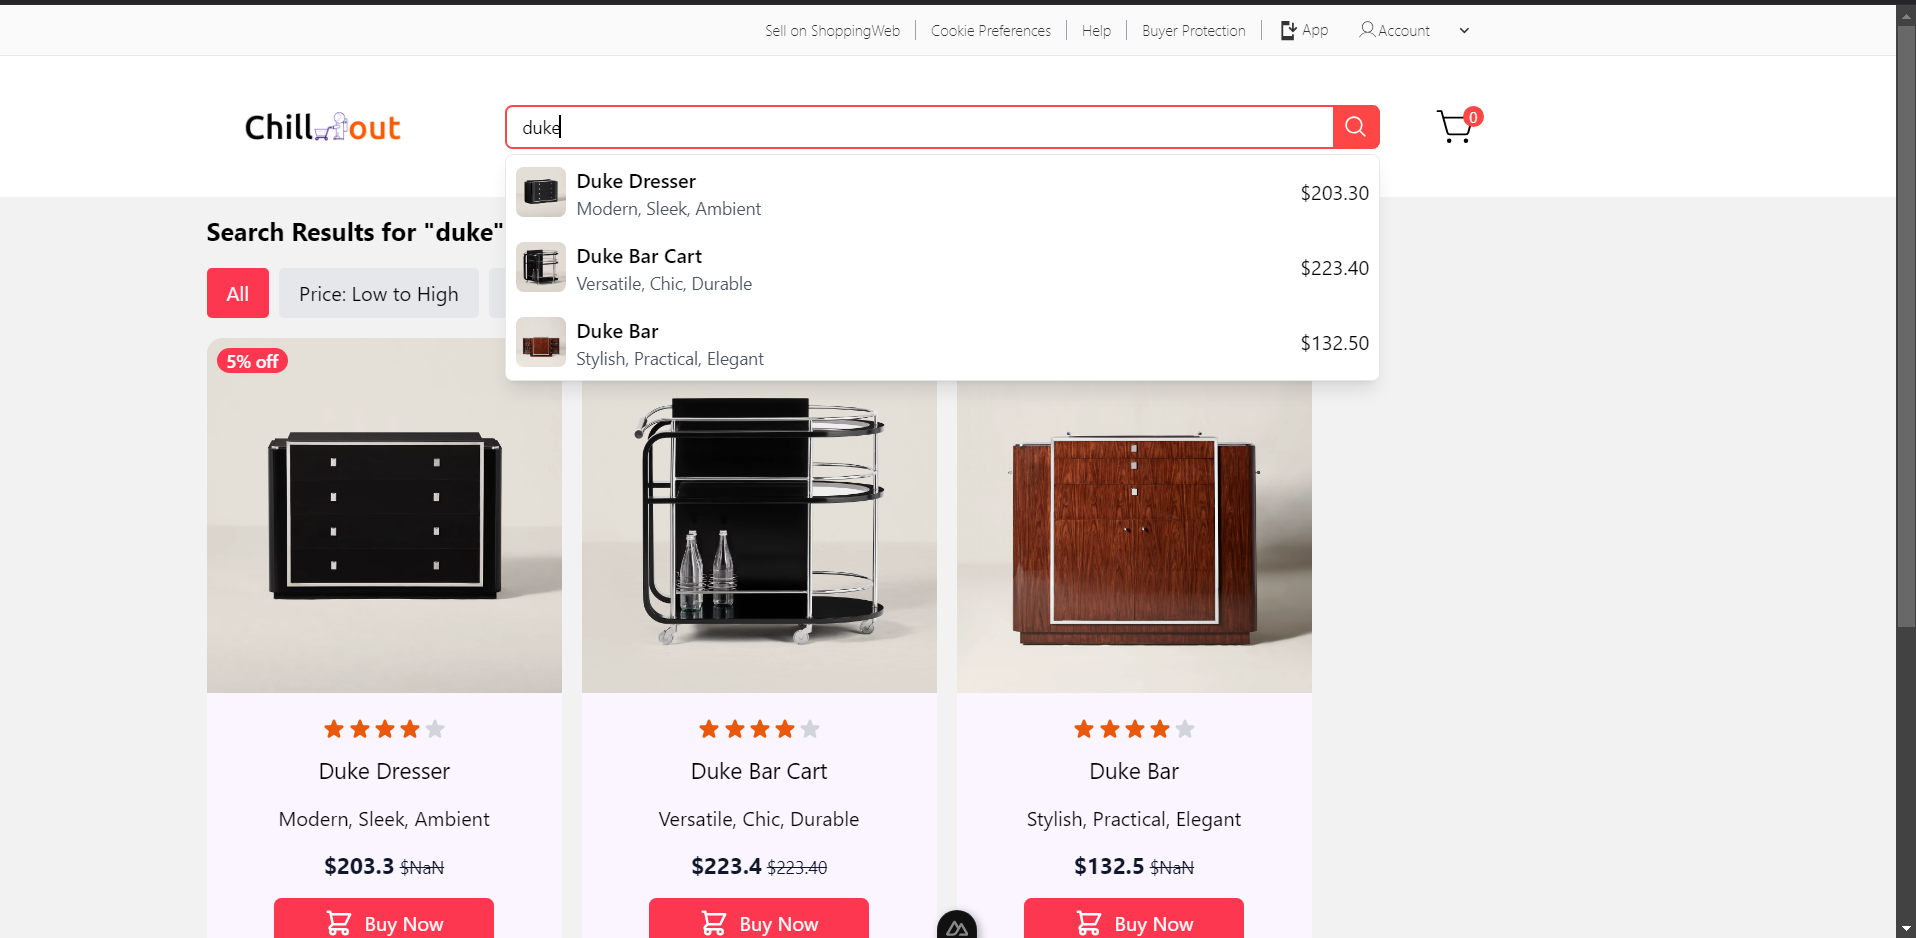 Sell on ShoppingWeb
Cookie Preferences
Help
Buyer Protection
App
Account
Chill out
duke
0
Duke Dresser
Modern, Sleek, Ambient
$203.30
Duke Bar Cart
Versatile, Chic, Durable
$223.40
Duke Bar
Stylish, Practical, Elegant
$132.50
Search Results for "duke"
All
Price: Low to High
5% off
Duke Dresser
Modern, Sleek, Ambient
$203.3 $NaN
Buy Now
Duke Bar Cart
Versatile, Chic, Durable
$223.4 $223.40
Buy Now
Duke Bar
Stylish, Practical, Elegant
$132.5 $NaN
Buy Now